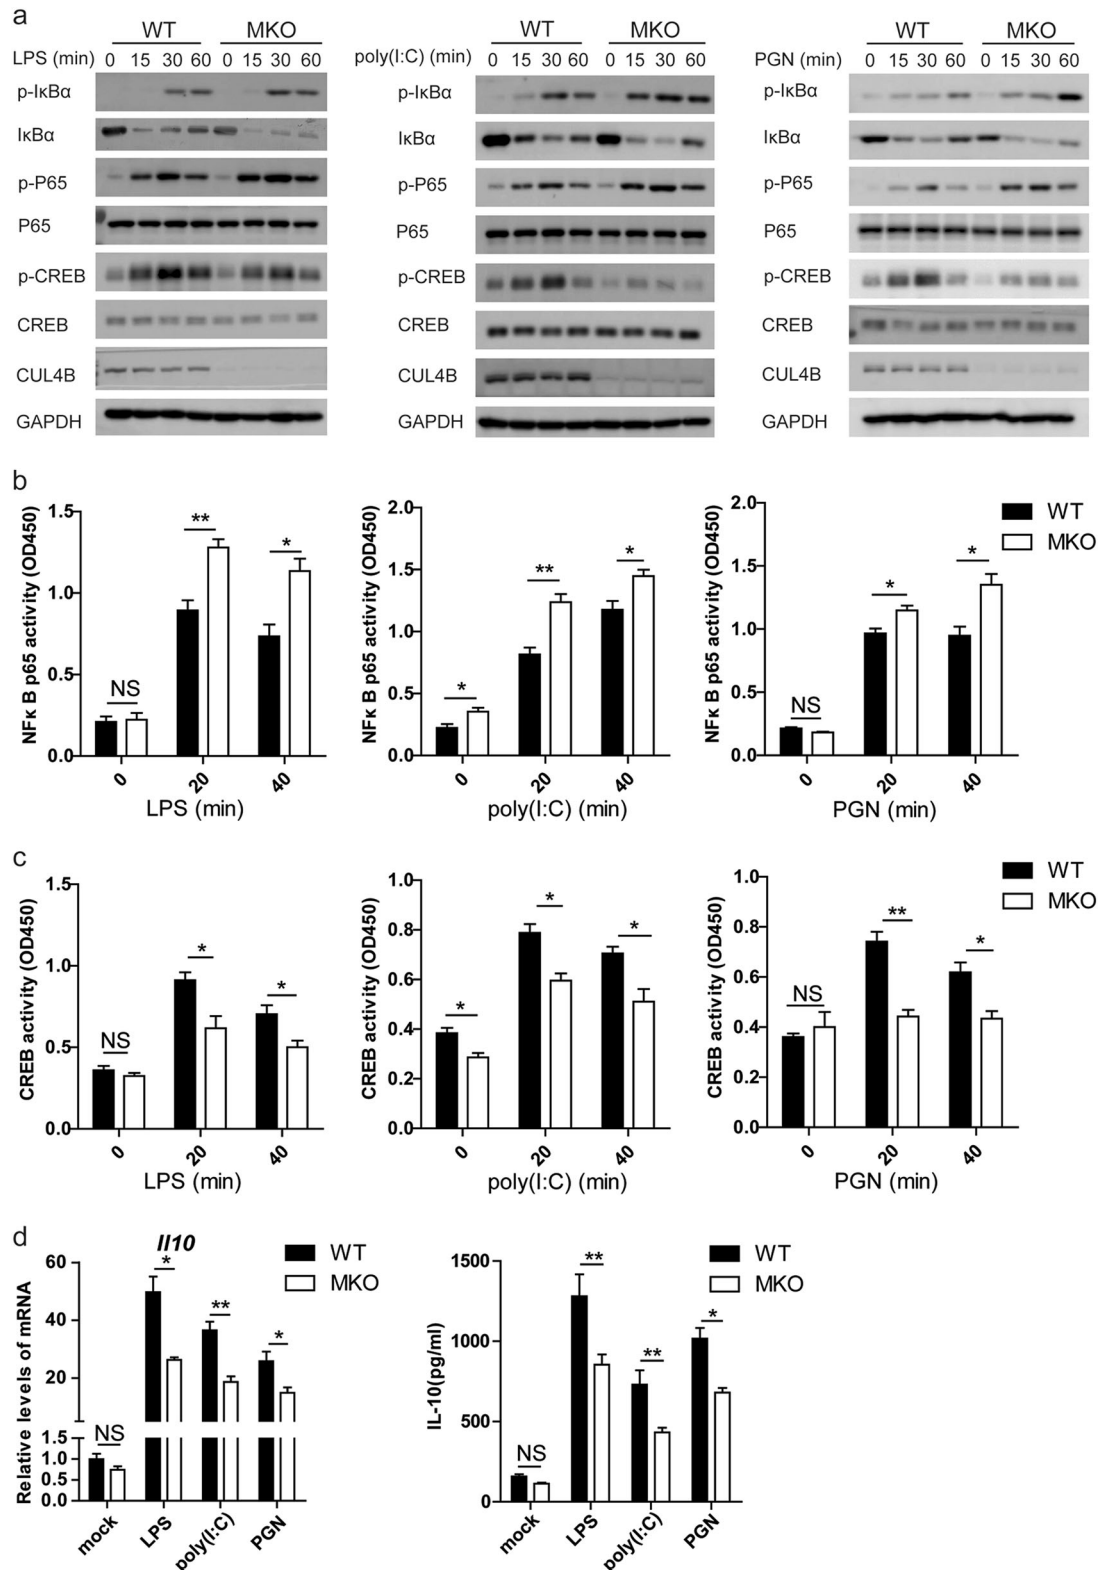 a
WT MKO
LPS (min) 0 15 30 60 0 15 30 60
p-IκBα
IκBα
p-P65
P65
p-CREB
CREB
CUL4B
GAPDH
WT MKO
poly(I:C) (min) 0 15 30 60 0 15 30 60
p-IκBα
IκBα
p-P65
P65
p-CREB
CREB
CUL4B
GAPDH
WT MKO
PGN (min) 0 15 30 60 0 15 30 60
p-IκBα
IκBα
p-P65
P65
p-CREB
CREB
CUL4B
GAPDH
b
NFκ B p65 activity (OD450)
1.5
1.0
0.5
0.0
NS ** *
0 20 40
LPS (min)
NFκ B p65 activity (OD450)
2.0
1.5
1.0
0.5
0.0
* ** *
0 20 40
poly(I:C) (min)
NFκ B p65 activity (OD450)
2.0
1.5
1.0
0.5
0.0
NS * *
0 20 40
PGN (min)
WT
MKO
c
CREB activity (OD450)
1.5
1.0
0.5
0.0
NS * *
0 20 40
LPS (min)
CREB activity (OD450)
1.0
0.8
0.6
0.4
0.2
0.0
* * *
0 20 40
poly(I:C) (min)
CREB activity (OD450)
1.0
0.8
0.6
0.4
0.2
0.0
NS ** *
0 20 40
PGN (min)
WT
MKO
d
Il10
Relative levels of mRNA
60
40
20
1.5
1.0
0.5
0.0
NS * ** *
mock LPS poly(I:C) PGN
WT
MKO
IL-10(pg/ml)
1500
1000
500
0
NS ** ** *
mock LPS poly(I:C) PGN
WT
MKO